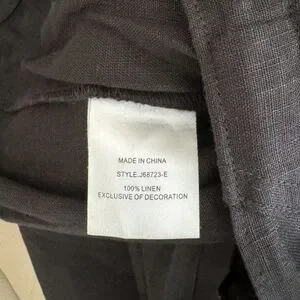 MADE IN CHINA
STYLE.J68723-E
100% LINEN
EXCLUSIVE OF DECORATION